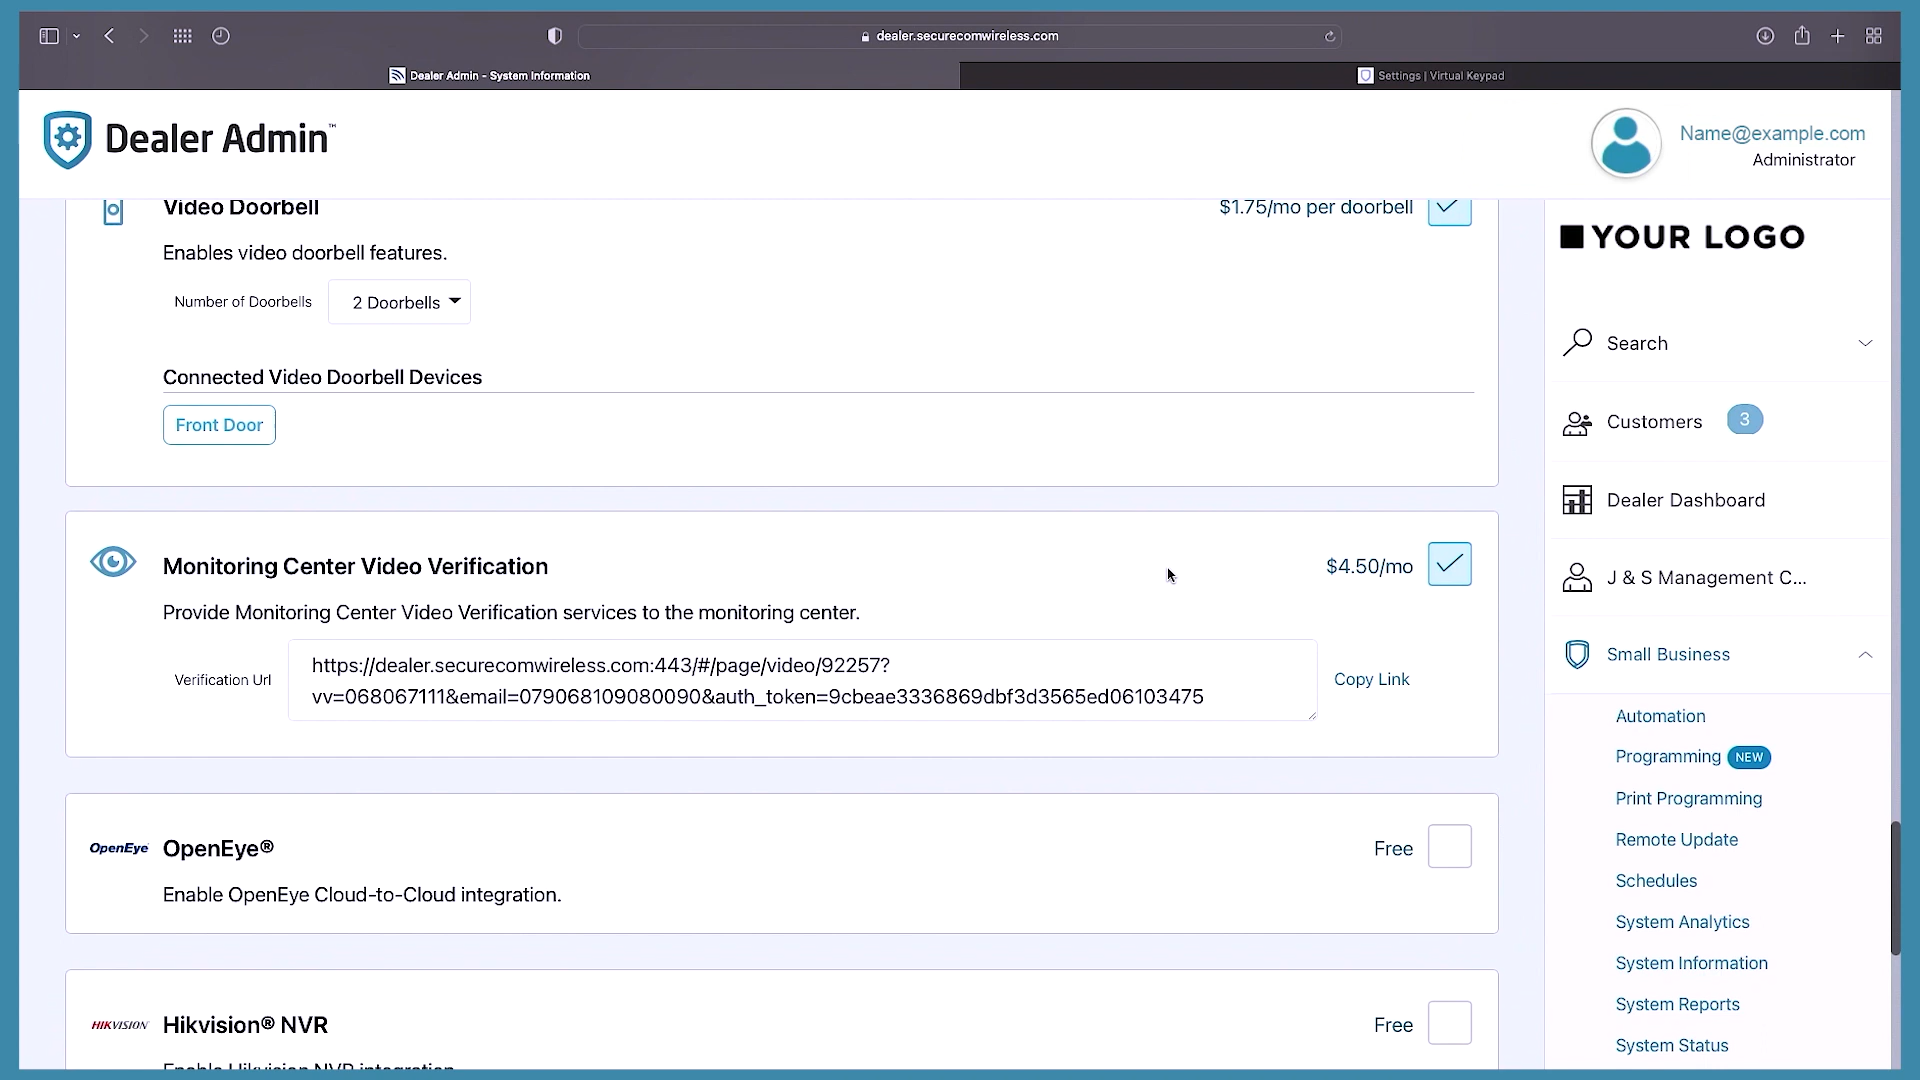 dealer.securecomwireless.com
Dealer Admin - System Information
Settings | Virtual Keypad
Dealer Admin™
Name@example.com
Administrator
Video Doorbell
$1.75/mo per doorbell
Enables video doorbell features.
Number of Doorbells
2 Doorbells
Connected Video Doorbell Devices
Front Door
Monitoring Center Video Verification
$4.50/mo
Provide Monitoring Center Video Verification services to the monitoring center.
Verification Url
https://dealer.securecomwireless.com:443/#/page/video/92257?
vv=068067111&email=079068109080090&auth_token=9cbeae3336869dbf3d3565ed06103475
Copy Link
OpenEye
OpenEye®
Free
Enable OpenEye Cloud-to-Cloud integration.
HIKVISION
Hikvision® NVR
Free
Enable Hikvision NVR integration.
YOUR LOGO
Search
Customers
3
Dealer Dashboard
J & S Management C...
Small Business
Automation
Programming NEW
Print Programming
Remote Update
Schedules
System Analytics
System Information
System Reports
System Status